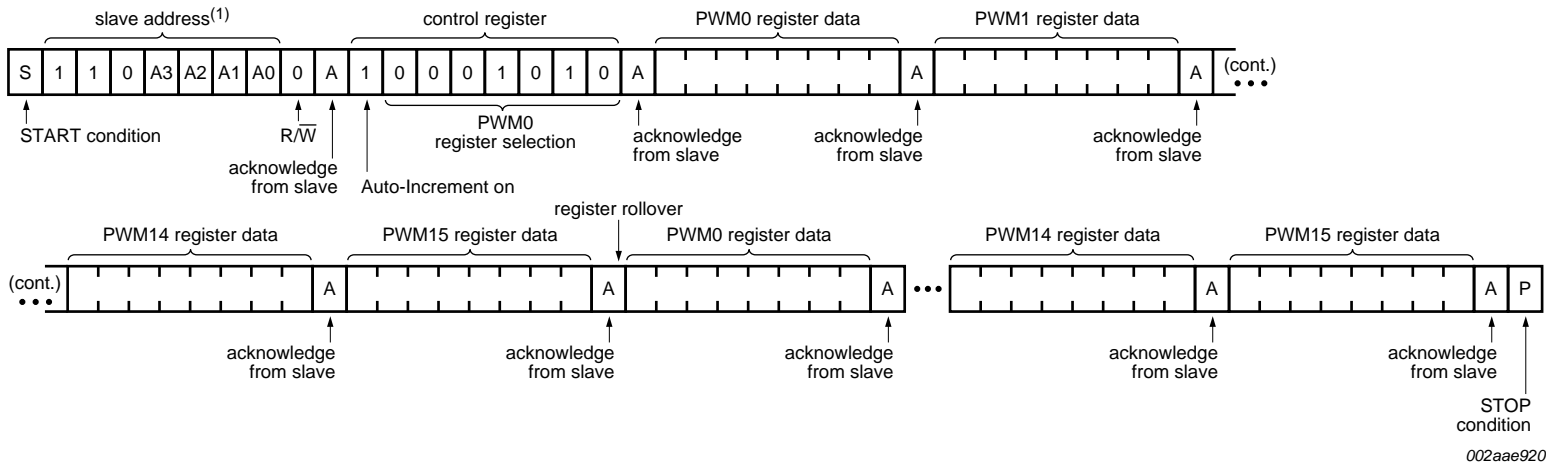 slave address(1) control register PWM0 register data PWM1 register data
S 1 1 0 A3 A2 A1 A0 0 A 1 0 0 0 1 0 1 0 A A A (cont.)
START condition R/W̅ PWM0 register selection acknowledge from slave acknowledge from slave acknowledge from slave
acknowledge from slave Auto-Increment on
register rollover
PWM14 register data PWM15 register data PWM0 register data PWM14 register data PWM15 register data
(cont.) A A A A A P
acknowledge from slave acknowledge from slave acknowledge from slave acknowledge from slave acknowledge from slave
STOP condition
002aae920